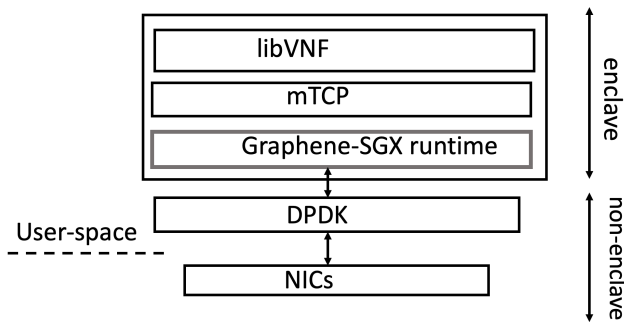 libVNF
mTCP
Graphene-SGX runtime
enclave
DPDK
User-space
NICs
non-enclave